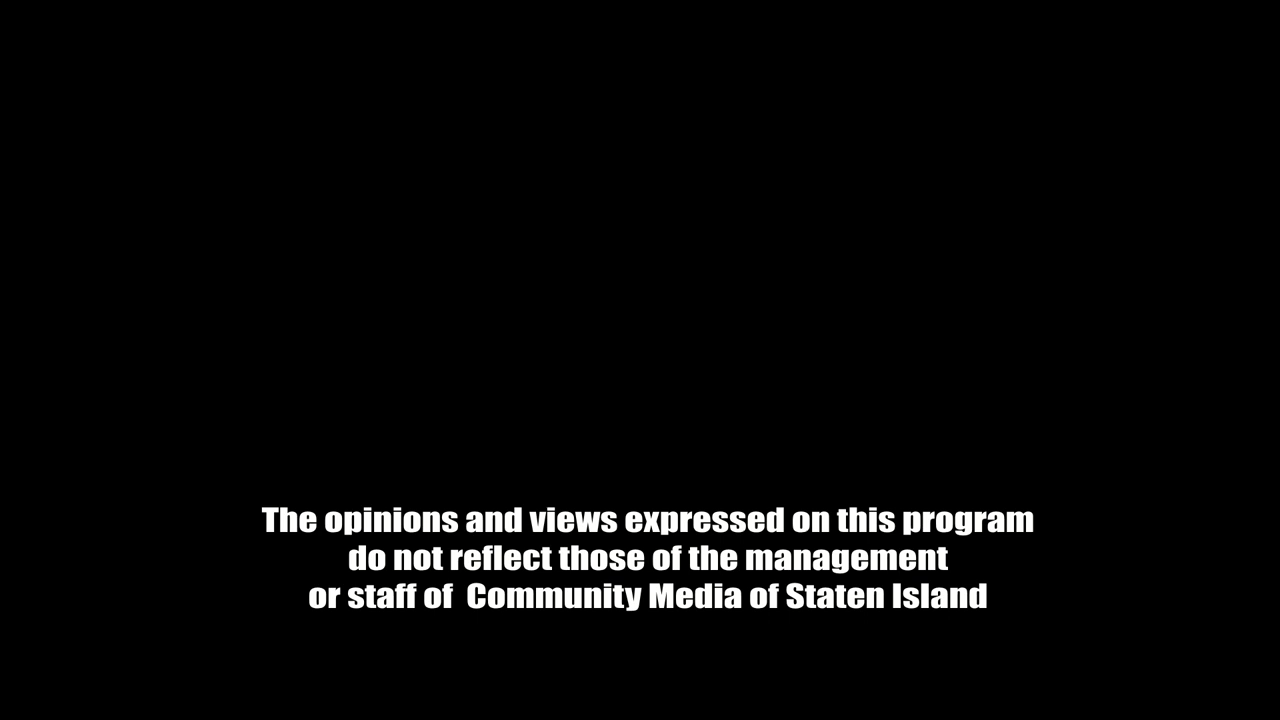 The opinions and views expressed on this program
do not reflect those of the management
or staff of  Community Media of Staten Island